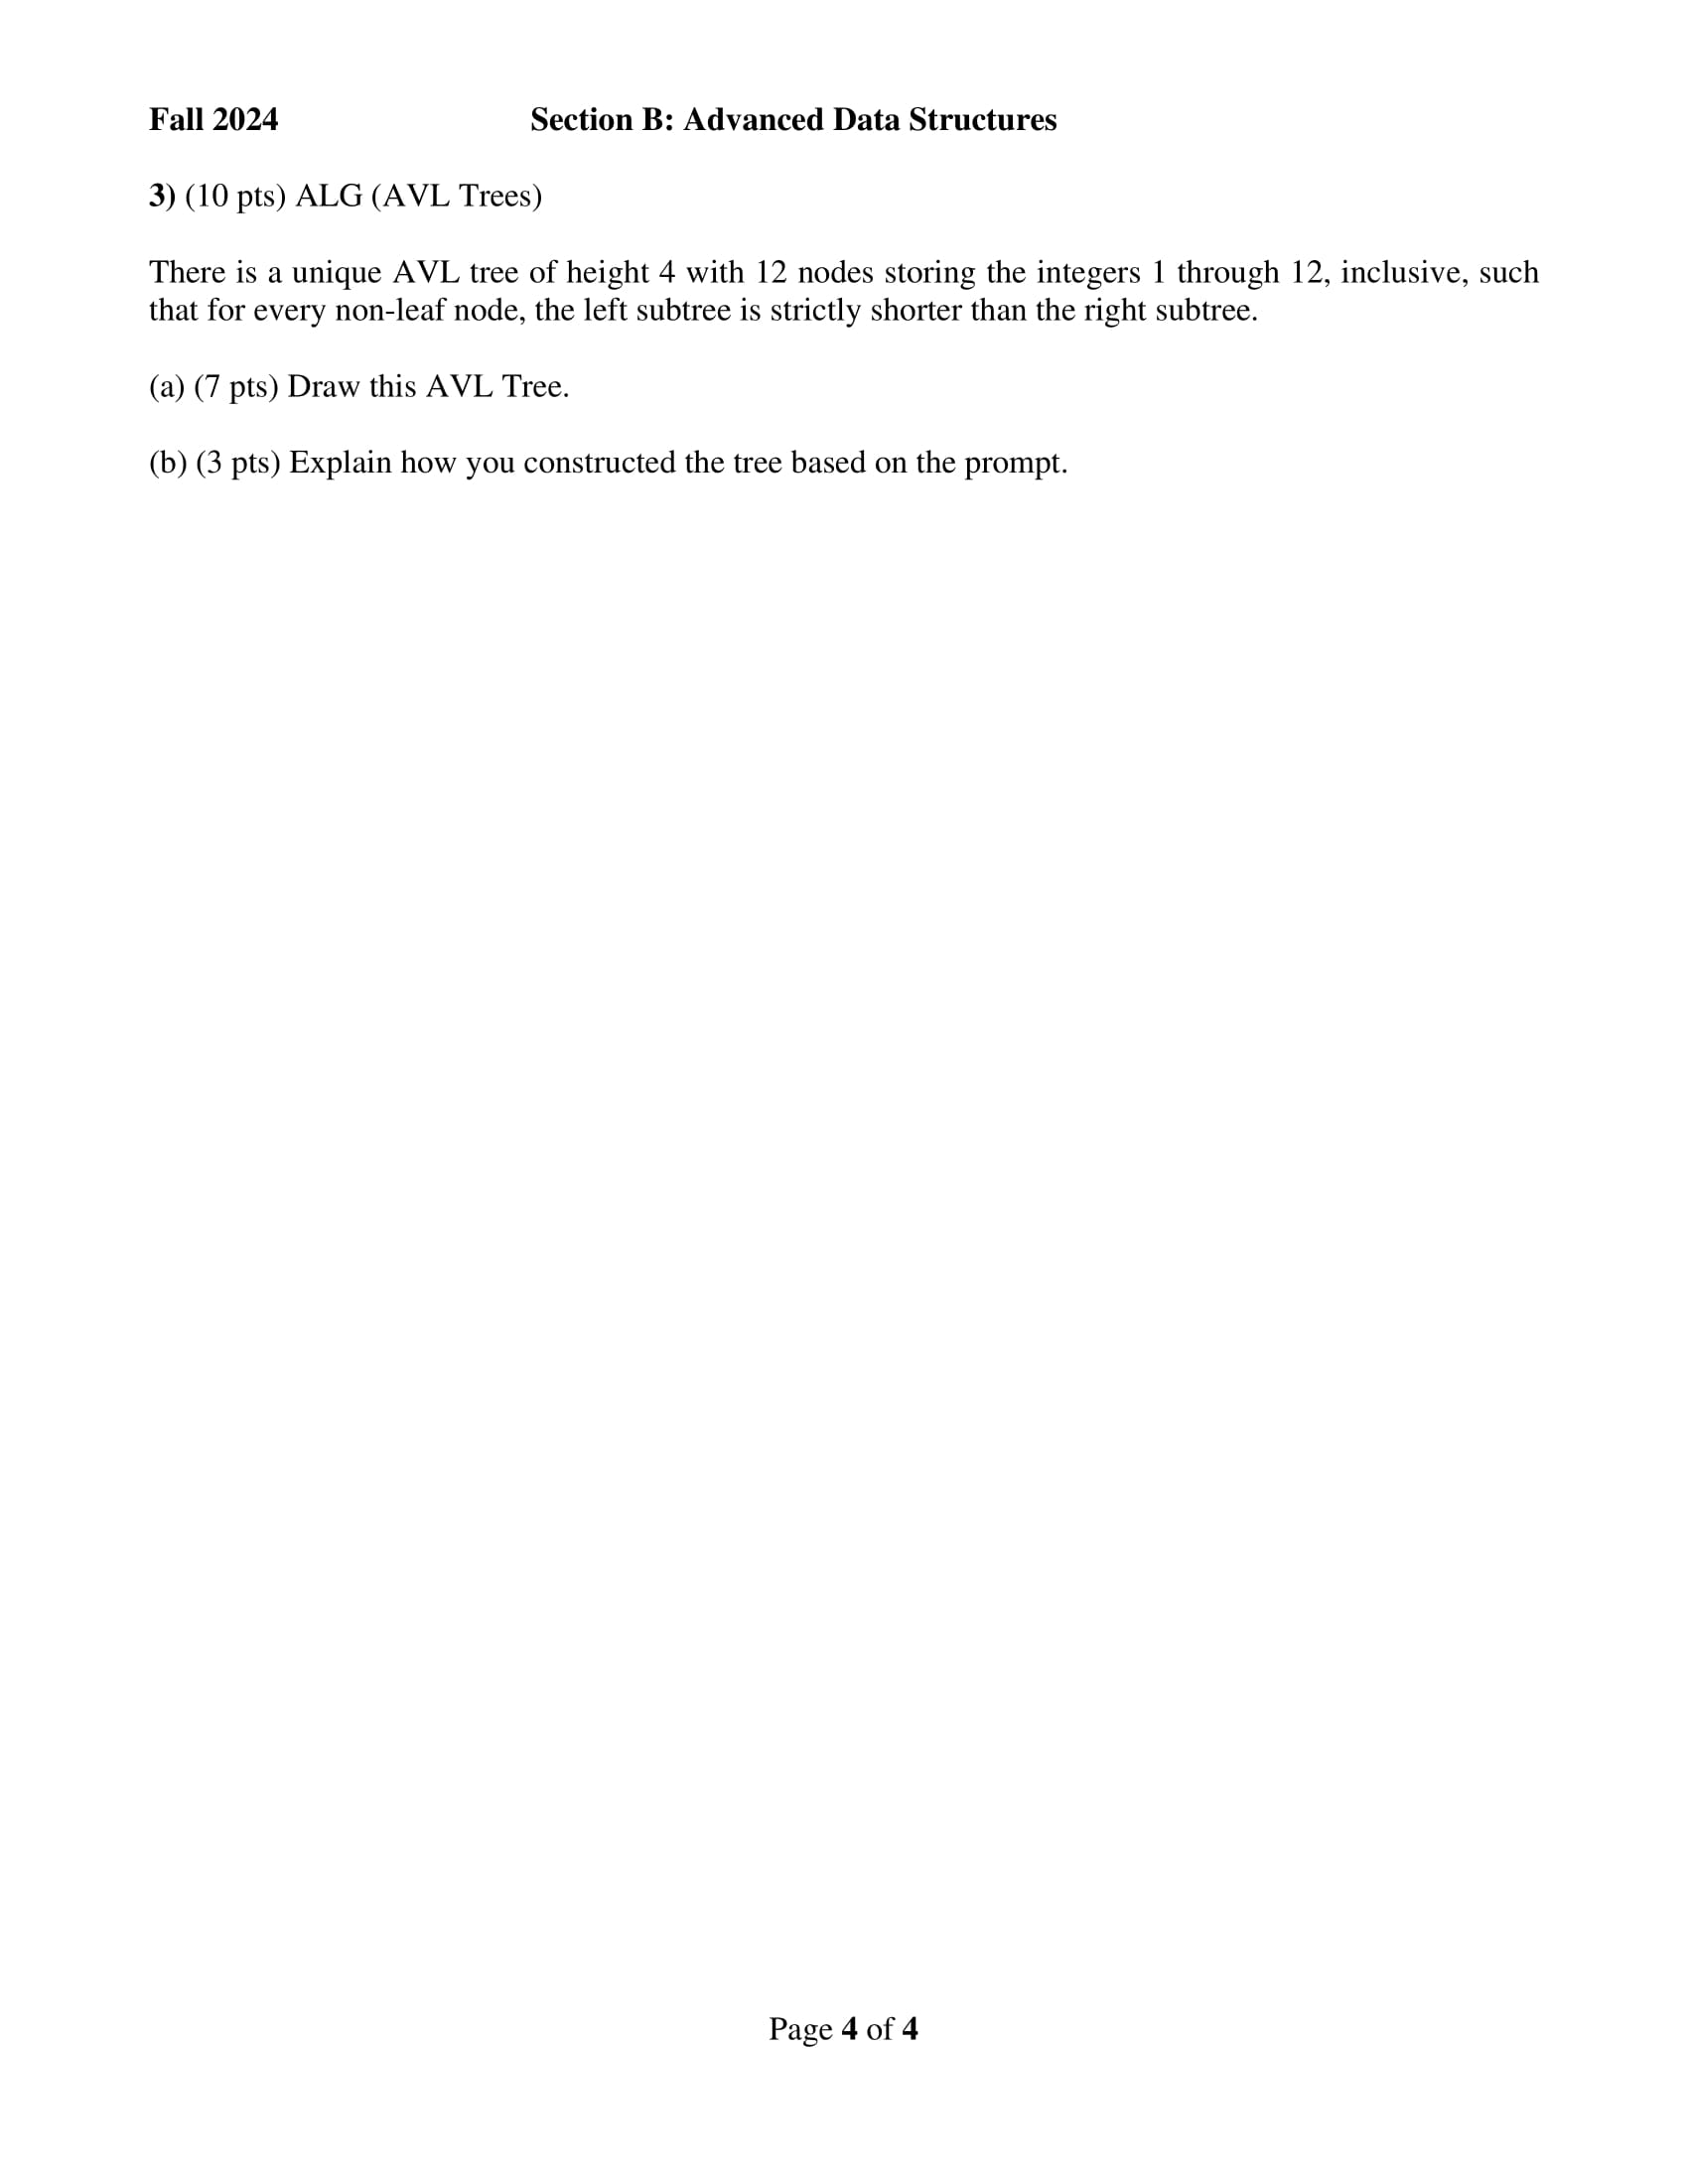 Fall 2024 Section B: Advanced Data Structures
3) (10 pts) ALG (AVL Trees)
There is a unique AVL tree of height 4 with 12 nodes storing the integers 1 through 12, inclusive, such
that for every non-leaf node, the left subtree is strictly shorter than the right subtree.
(a) (7 pts) Draw this AVL Tree.
(b) (3 pts) Explain how you constructed the tree based on the prompt.
Page 4 of 4